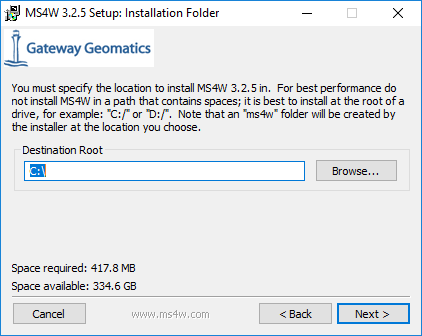 MS4W 3.2.5 Setup: Installation Folder
Gateway Geomatics
You must specify the location to install MS4W 3.2.5 in.  For best performance do
not install MS4W in a path that contains spaces; it is best to install at the root of a
drive, for example: "C:/" or "D:/".  Note that an "ms4w" folder will be created by
the installer at the location you choose.
Destination Root
C:\
Browse...
Space required: 417.8 MB
Space available: 334.6 GB
Cancel
www.ms4w.com
< Back
Next >